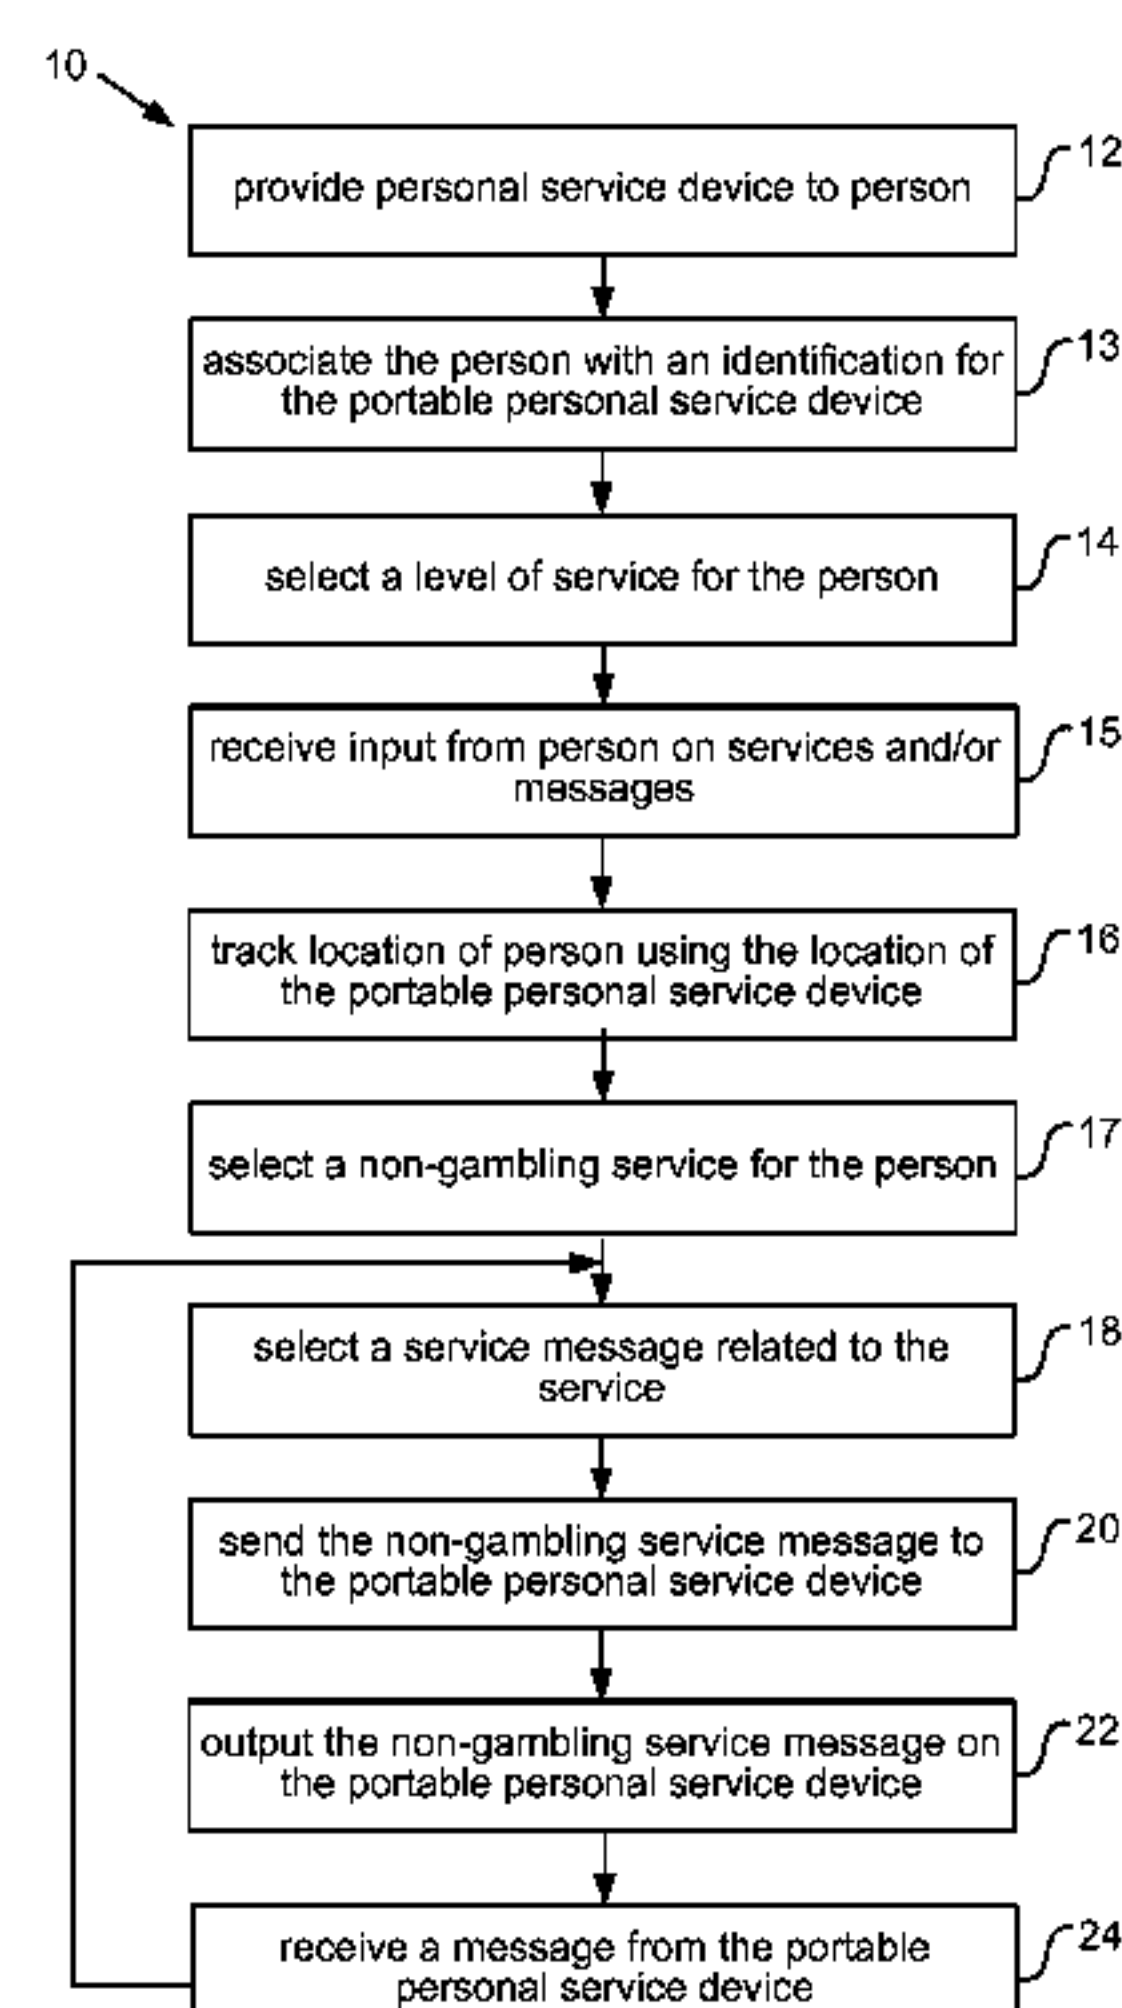 10
provide personal service device to person
12
associate the person with an identification for
the portable personal service device
13
select a level of service for the person
14
receive input from person on services and/or
messages
15
track location of person using the location of
the portable personal service device
16
select a non-gambling service for the person
17
select a service message related to the
service
18
send the non-gambling service message to
the portable personal service device
20
output the non-gambling service message on
the portable personal service device
22
receive a message from the portable
personal service device
24